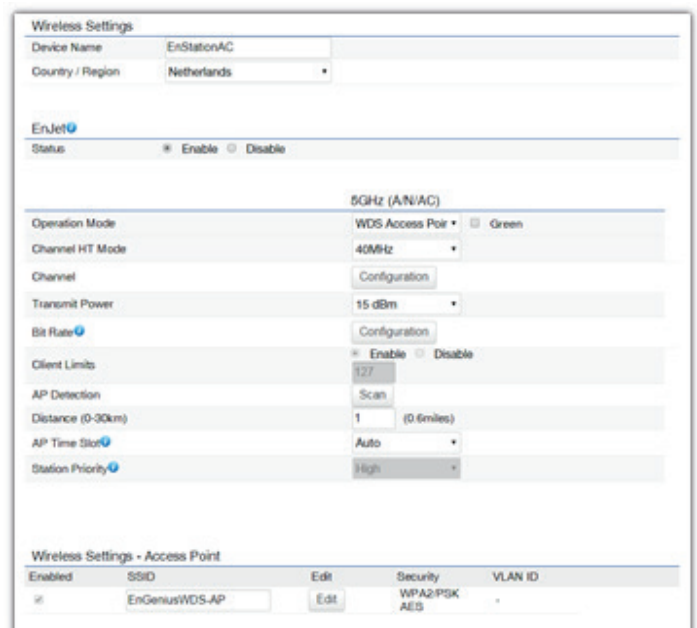 Wireless Settings
Device Name EnStationAC
Country / Region Netherlands
EnJet
Status Enable Disable
5GHz (A/N/AC)
Operation Mode WDS Access Poir Green
Channel HT Mode 40MHz
Channel Configuration
Transmit Power 15 dBm
Bit Rate Configuration
Client Limits Enable Disable
127
AP Detection Scan
Distance (0-30km) 1 (0.6miles)
AP Time Slot Auto
Station Priority High
Wireless Settings - Access Point
Enabled SSID Edit Security VLAN ID
EnGeniusWDS-AP Edit WPA2/PSK AES -